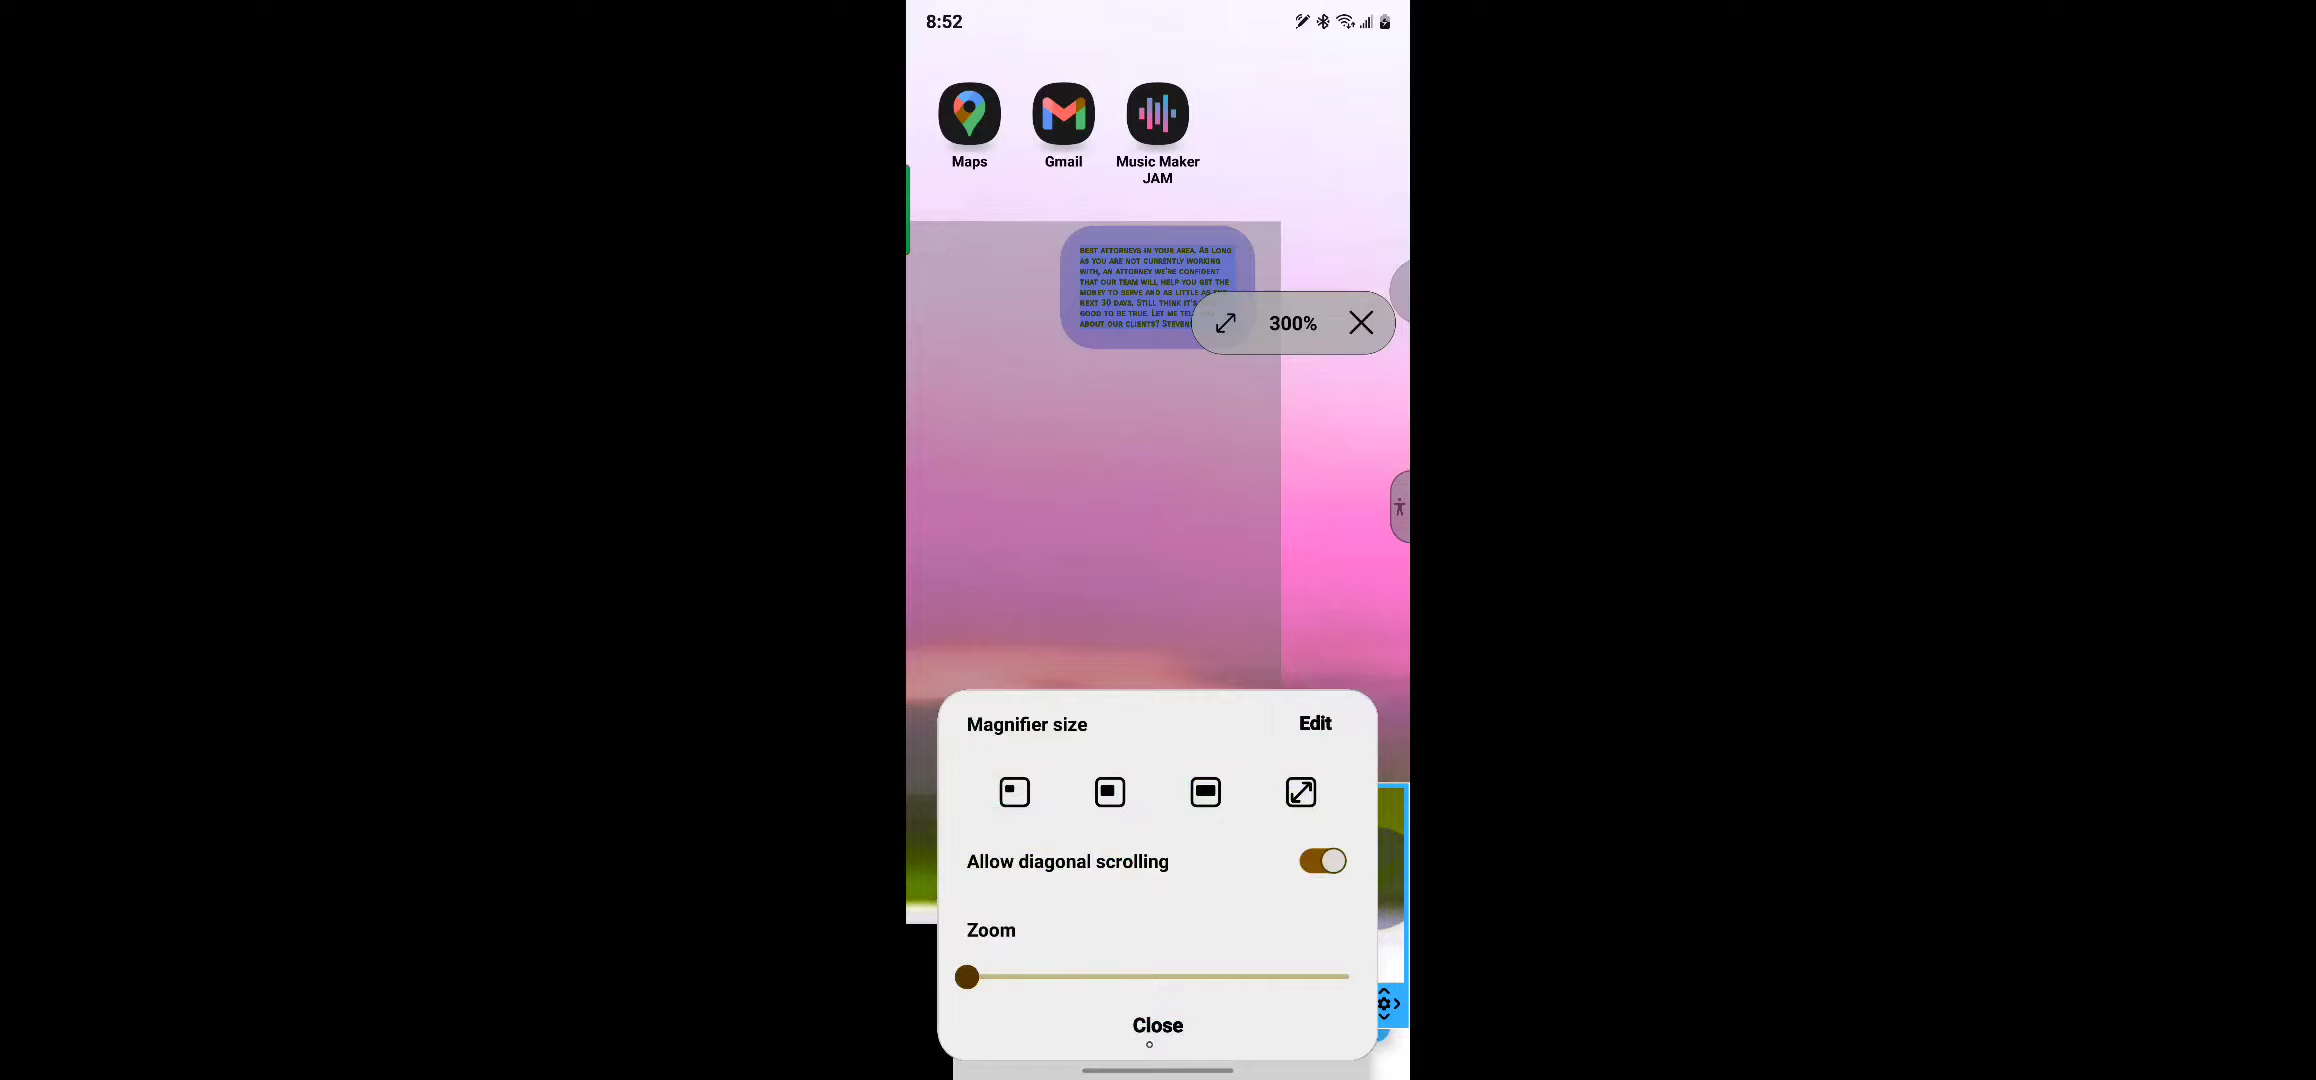 8:52
Maps
Gmail
Music Maker
JAM
BEST ATTORNEYS IN YOUR AREA. AS LONG
AS YOU ARE NOT CURRENTLY WORKING
WITH, AN ATTORNEY WE'RE CONFIDENT
THAT OUR TEAM WILL HELP YOU GET THE
MONEY TO SERVE AND AS LITTLE AS
NEXT 30 DAYS. STILL THINK IT'S
GOOD TO BE TRUE. LET ME TELL
ABOUT OUR CLIENTS?
300%
Magnifier size
Edit
Allow diagonal scrolling
Zoom
Close